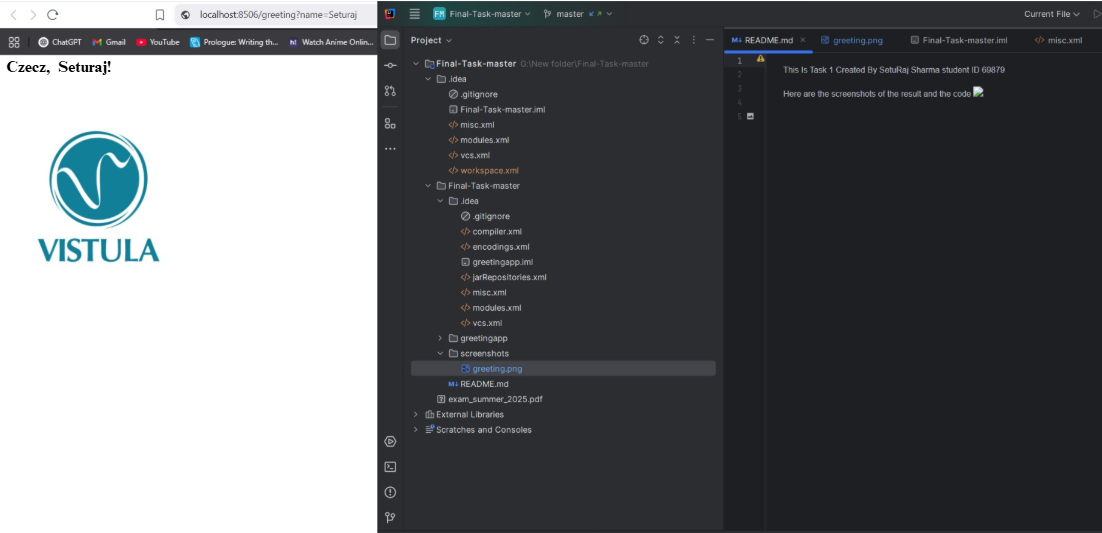 localhost:8506/greeting?name=Seturaj
ChatGPT
Gmail
YouTube
Prologue: Writing th...
Watch Anime Onlin...
Czecz, Seturaj!
VISTULA
FM Final-Task-master
master
Current File
Project
Final-Task-master G:\New folder\Final-Task-master
.idea
.gitignore
Final-Task-master.iml
misc.xml
modules.xml
vcs.xml
workspace.xml
Final-Task-master
.idea
.gitignore
compiler.xml
encodings.xml
greetingapp.iml
jarRepositories.xml
misc.xml
modules.xml
vcs.xml
greetingapp
screenshots
greeting.png
README.md
exam_summer_2025.pdf
External Libraries
Scratches and Consoles
README.md
greeting.png
Final-Task-master.iml
misc.xml
1
2
3
4
5
This Is Task 1 Created By SetuRaj Sharma student ID 69879
Here are the screenshots of the result and the code